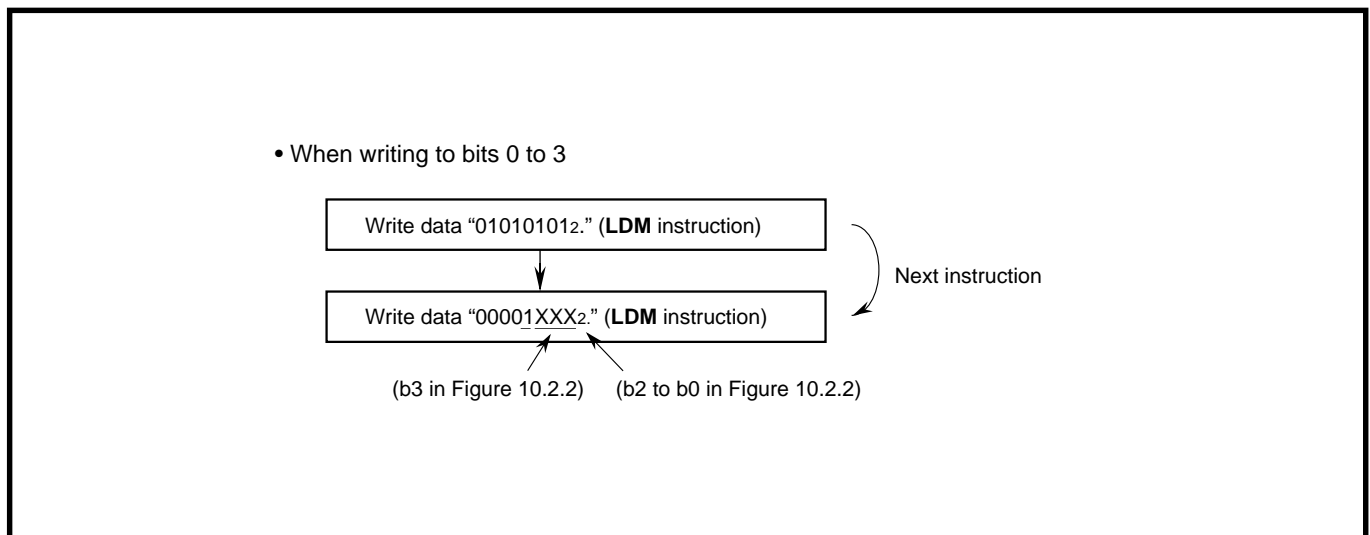 • When writing to bits 0 to 3
Write data “01010101₂.” (LDM instruction)
Next instruction
Write data “00001XXX₂.” (LDM instruction)
(b3 in Figure 10.2.2) (b2 to b0 in Figure 10.2.2)